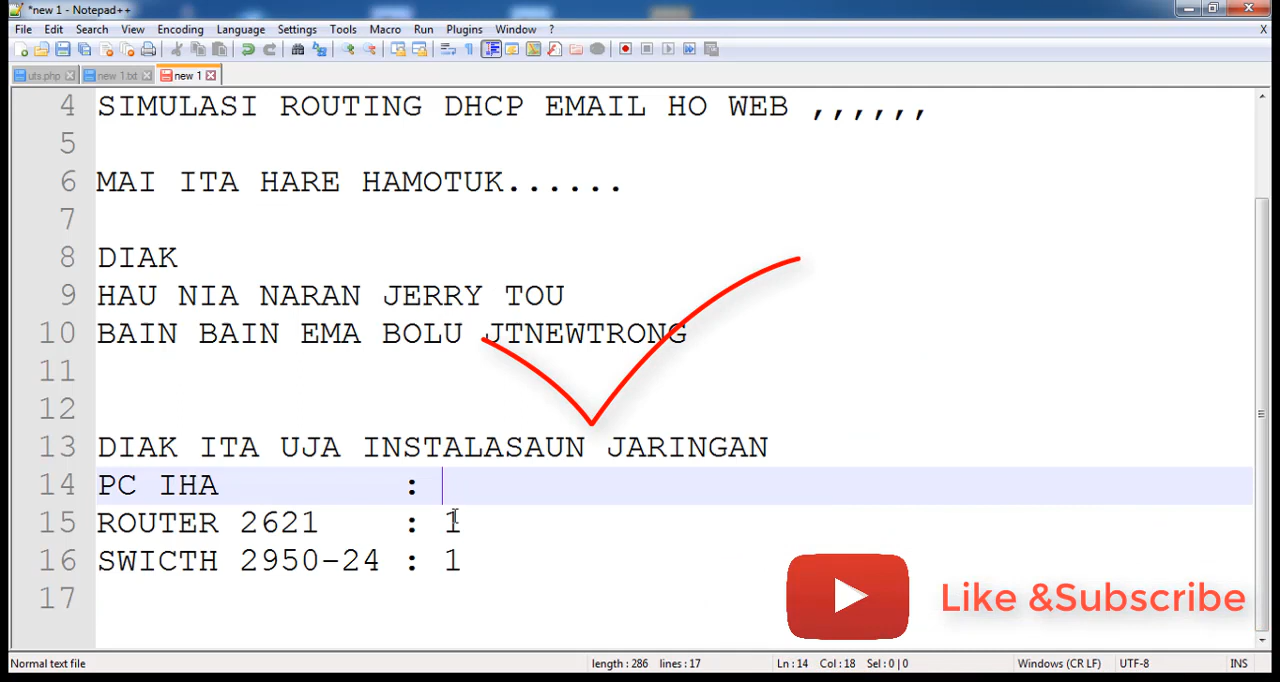 *new 1 - Notepad++
File Edit Search View Encoding Language Settings Tools Macro Run Plugins Window ? X
uts.php new 1.txt new 1
4 SIMULASI ROUTING DHCP EMAIL HO WEB ,,,,,,
5
6 MAI ITA HARE HAMOTUK......
7
8 DIAK
9 HAU NIA NARAN JERRY TOU
10 BAIN BAIN EMA BOLU JTNEWTRONG
11
12
13 DIAK ITA UJA INSTALASAUN JARINGAN
14 PC IHA :
15 ROUTER 2621 : 1
16 SWICTH 2950-24 : 1
17
Like &Subscribe
Normal text file length : 286 lines : 17 Ln : 14 Col : 18 Sel : 0 | 0 Windows (CR LF) UTF-8 INS